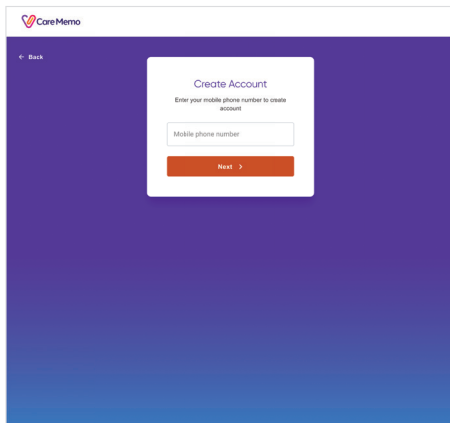 Care Memo
← Back
Create Account
Enter your mobile phone number to create
account
Mobile phone number
Next >